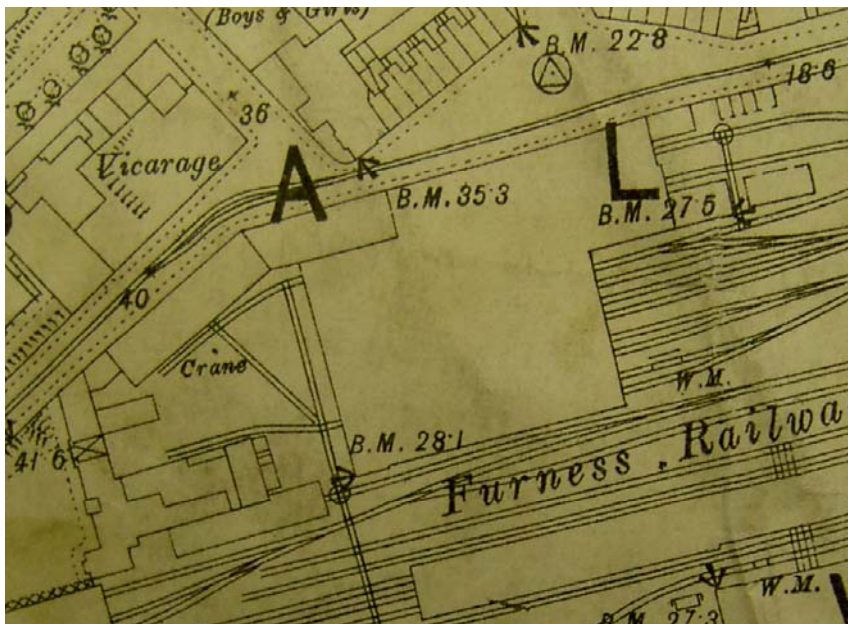 (Boys & Girls)
B.M. 22·8
18·6
36
Vicarage
A
L
B.M. 35·3
B.M. 27·5
40
Crane
W.M.
41·6
B.M. 28·1
Furness Railwa
W.M.
B.M. 27·3